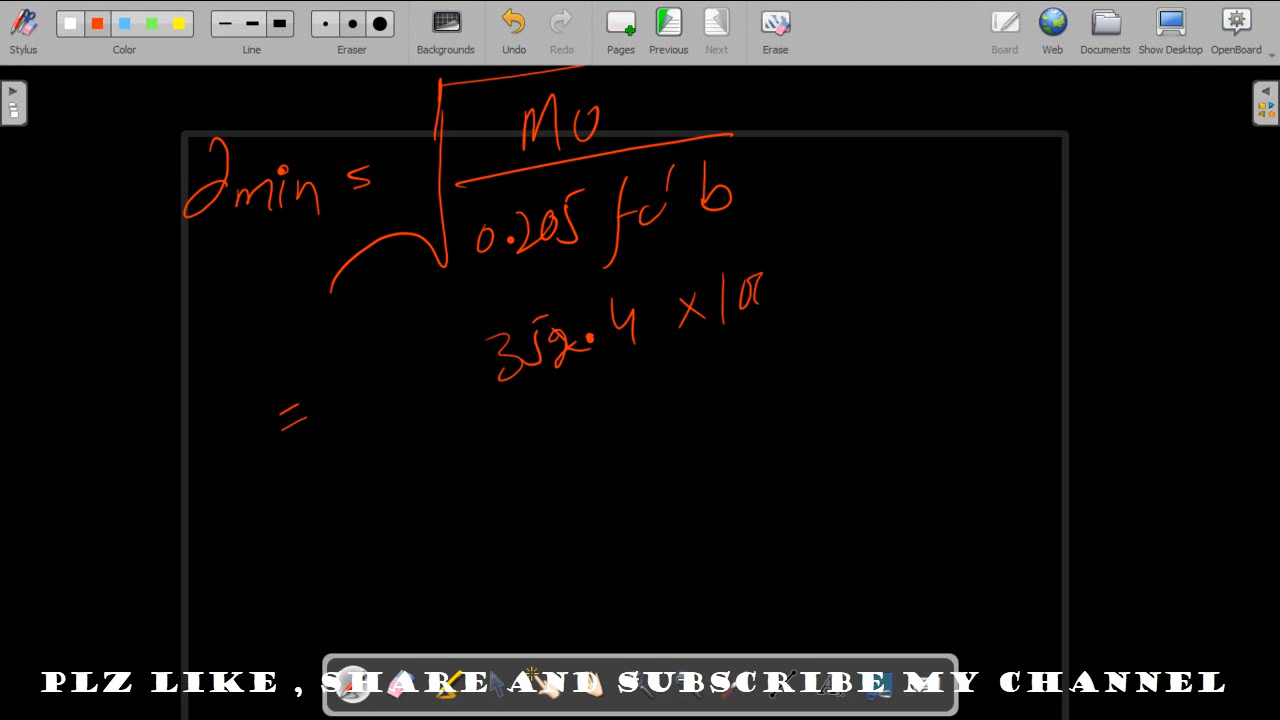 Stylus Color Line Eraser Backgrounds Undo Redo Pages Previous Next Erase Board Web Documents Show Desktop OpenBoard
Mo
dmin =
0.205 fc' b
352.4 ×10
=
PLZ LIKE , SHARE AND SUBSCRIBE MY CHANNEL